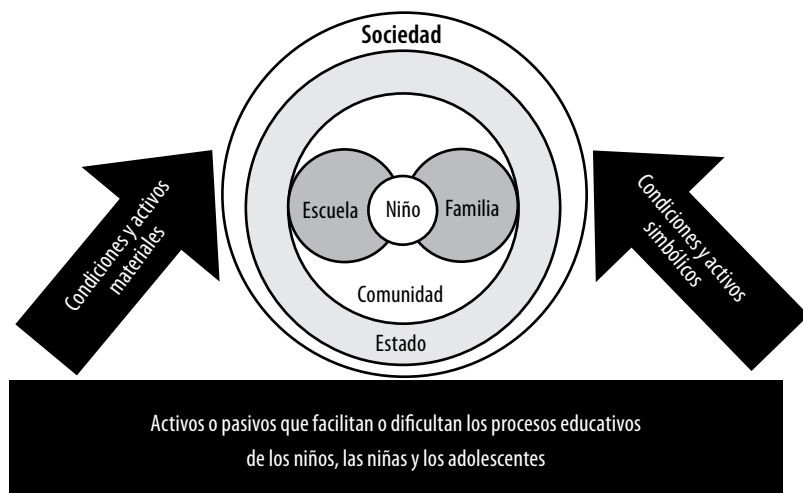 Sociedad
Escuela
Niño
Familia
Comunidad
Estado
Condiciones y activos
materiales
Condiciones y activos
simbólicos
Activos o pasivos que facilitan o dificultan los procesos educativos
de los niños, las niñas y los adolescentes